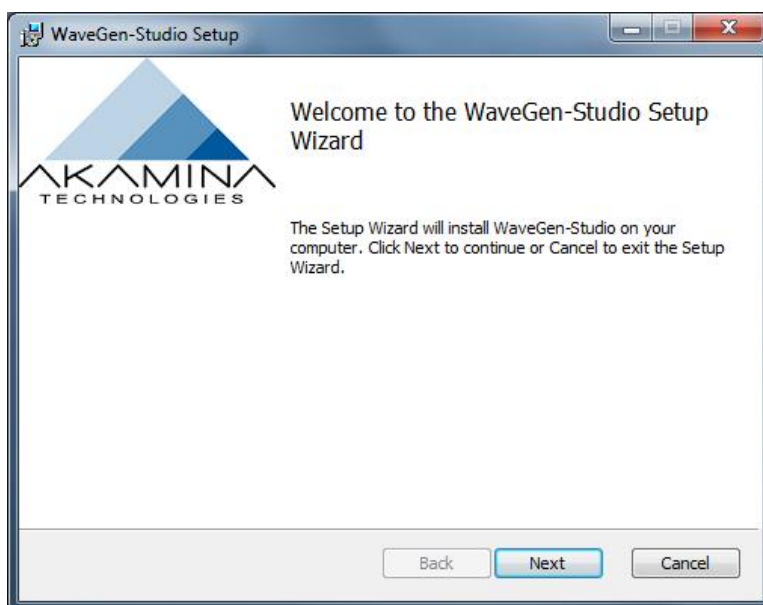 WaveGen-Studio Setup
AKAMINA
TECHNOLOGIES
Welcome to the WaveGen-Studio Setup
Wizard
The Setup Wizard will install WaveGen-Studio on your
computer. Click Next to continue or Cancel to exit the Setup
Wizard.
Back
Next
Cancel